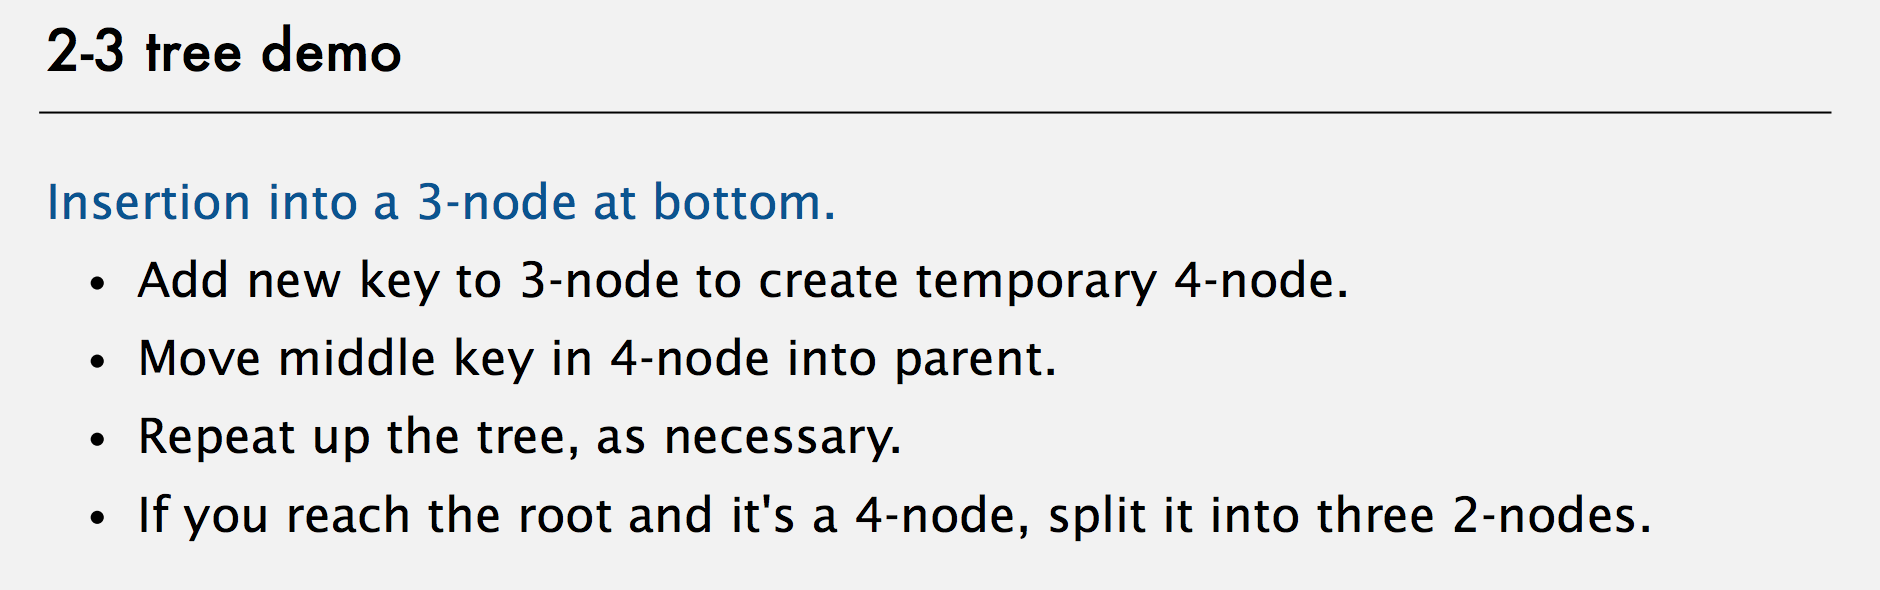 2-3 tree demo
Insertion into a 3-node at bottom.
• Add new key to 3-node to create temporary 4-node.
• Move middle key in 4-node into parent.
• Repeat up the tree, as necessary.
• If you reach the root and it's a 4-node, split it into three 2-nodes.